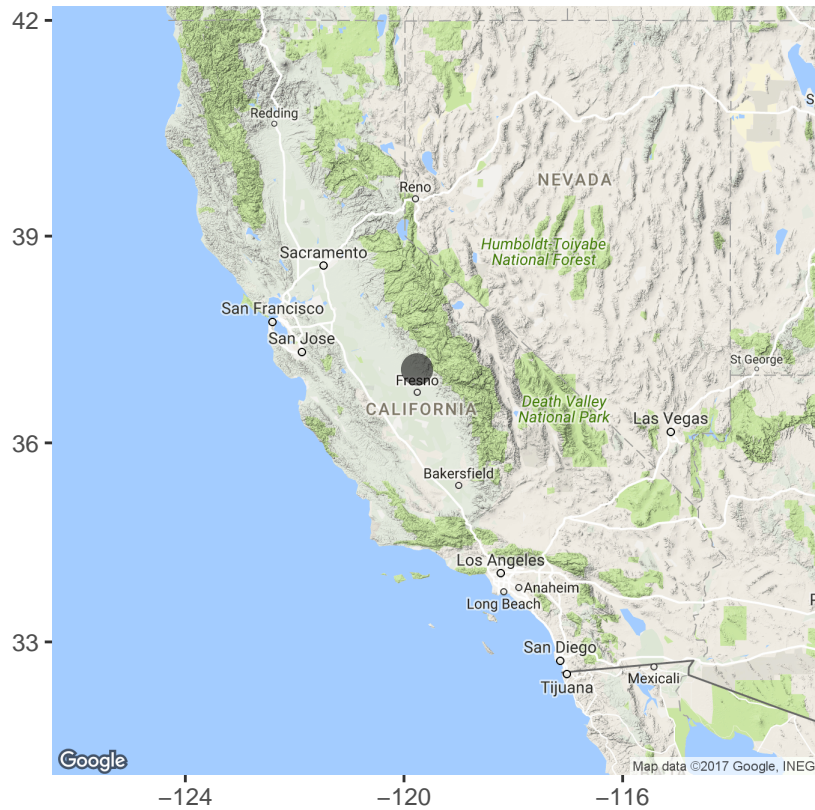 42
Redding
Reno
NEVADA
39
Humboldt-Toiyabe
National Forest
Sacramento
San Francisco
San Jose
St George
Fresno
CALIFORNIA
Death Valley
National Park
Las Vegas
36
Bakersfield
Los Angeles
Anaheim
Long Beach
33
San Diego
Tijuana
Mexicali
Google
Map data ©2017 Google, INEG
−124
−120
−116